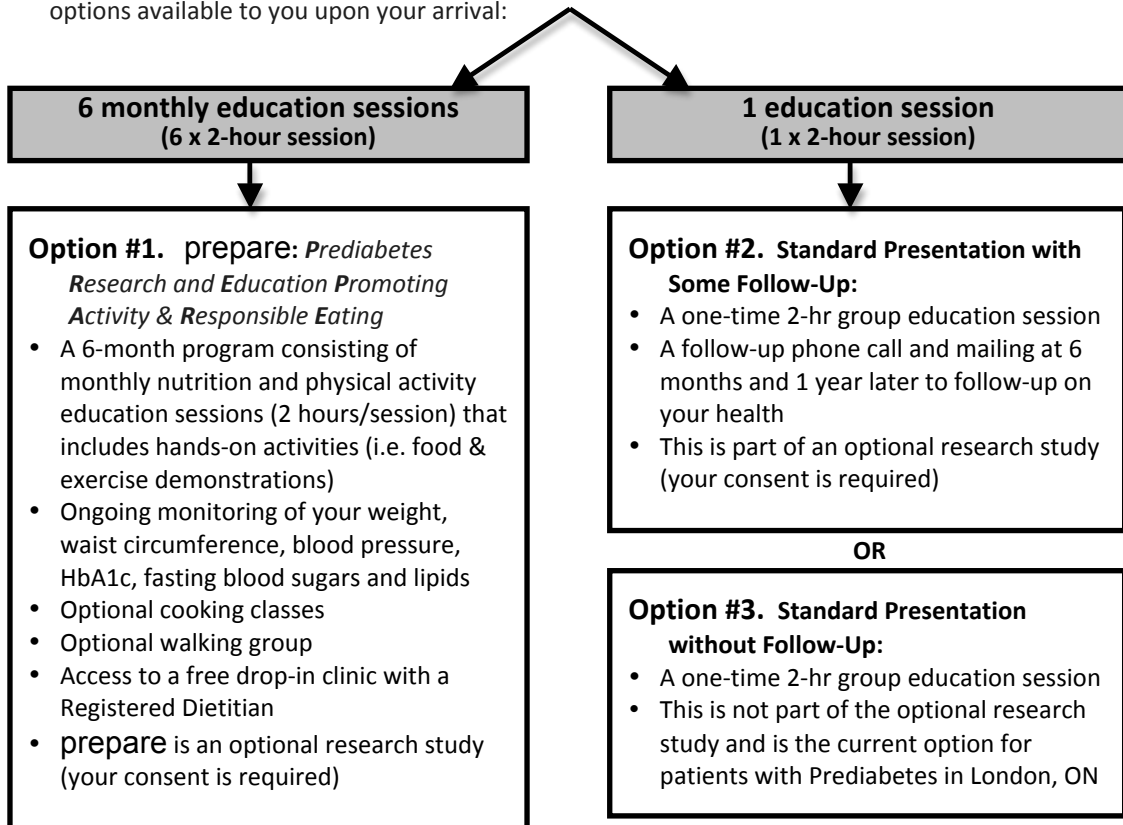 options available to you upon your arrival:
6 monthly education sessions
(6 x 2-hour session)
Option #1. prepare: Prediabetes
Research and Education Promoting
Activity & Responsible Eating
• A 6-month program consisting of
monthly nutrition and physical activity
education sessions (2 hours/session) that
includes hands-on activities (i.e. food &
exercise demonstrations)
• Ongoing monitoring of your weight,
waist circumference, blood pressure,
HbA1c, fasting blood sugars and lipids
• Optional cooking classes
• Optional walking group
• Access to a free drop-in clinic with a
Registered Dietitian
• prepare is an optional research study
(your consent is required)
1 education session
(1 x 2-hour session)
Option #2. Standard Presentation with
Some Follow-Up:
• A one-time 2-hr group education session
• A follow-up phone call and mailing at 6
months and 1 year later to follow-up on
your health
• This is part of an optional research study
(your consent is required)
OR
Option #3. Standard Presentation
without Follow-Up:
• A one-time 2-hr group education session
• This is not part of the optional research
study and is the current option for
patients with Prediabetes in London, ON